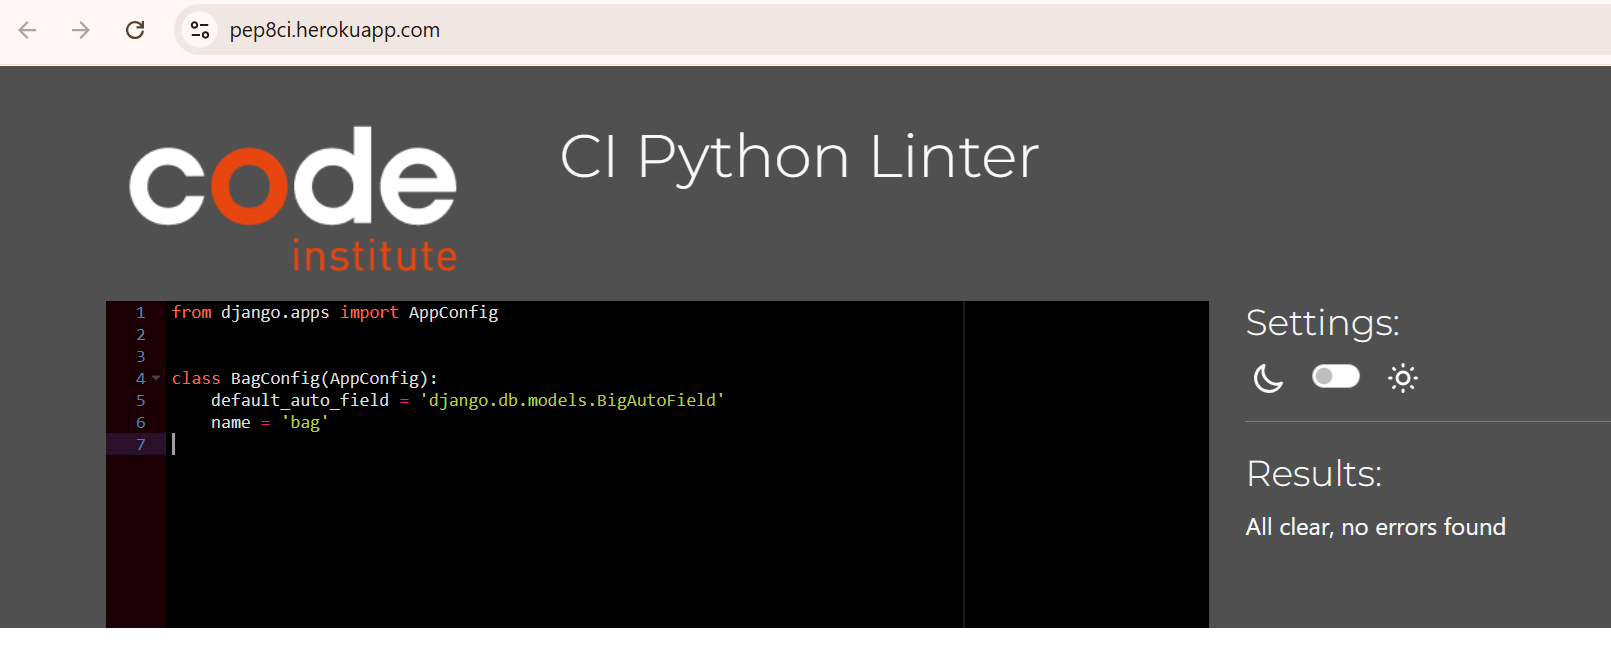 pep8ci.herokuapp.com
code
institute
CI Python Linter
1 from django.apps import AppConfig
2
3
4 class BagConfig(AppConfig):
5     default_auto_field = 'django.db.models.BigAutoField'
6     name = 'bag'
7
Settings:
Results:
All clear, no errors found